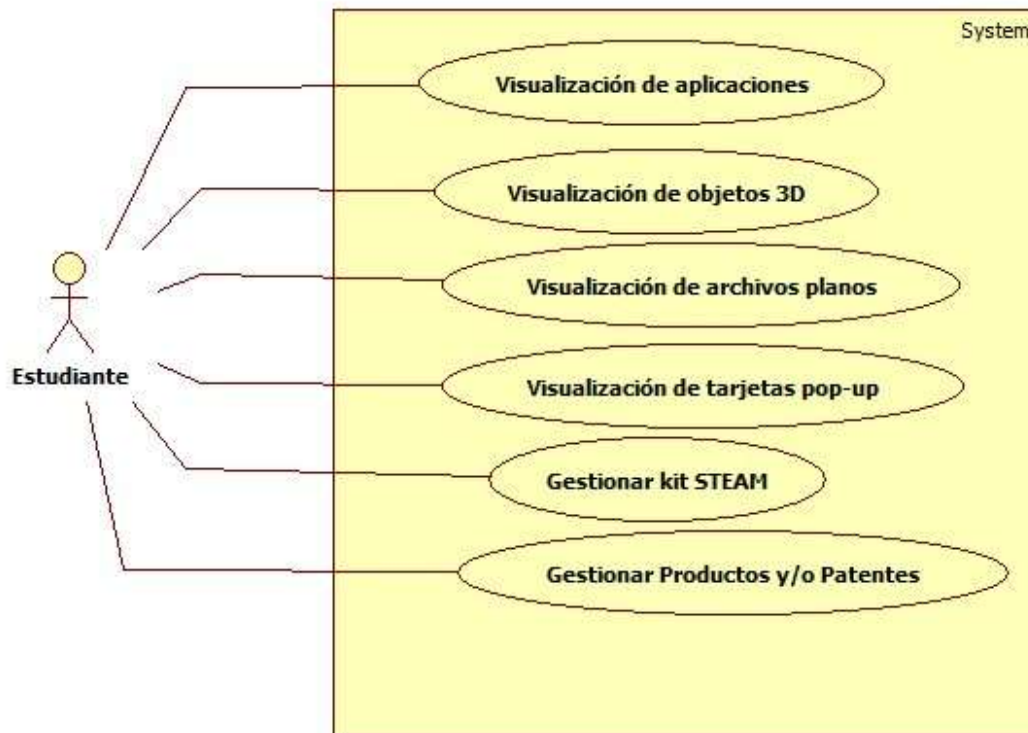 System
Visualización de aplicaciones
Visualización de objetos 3D
Visualización de archivos planos
Estudiante
Visualización de tarjetas pop-up
Gestionar kit STEAM
Gestionar Productos y/o Patentes